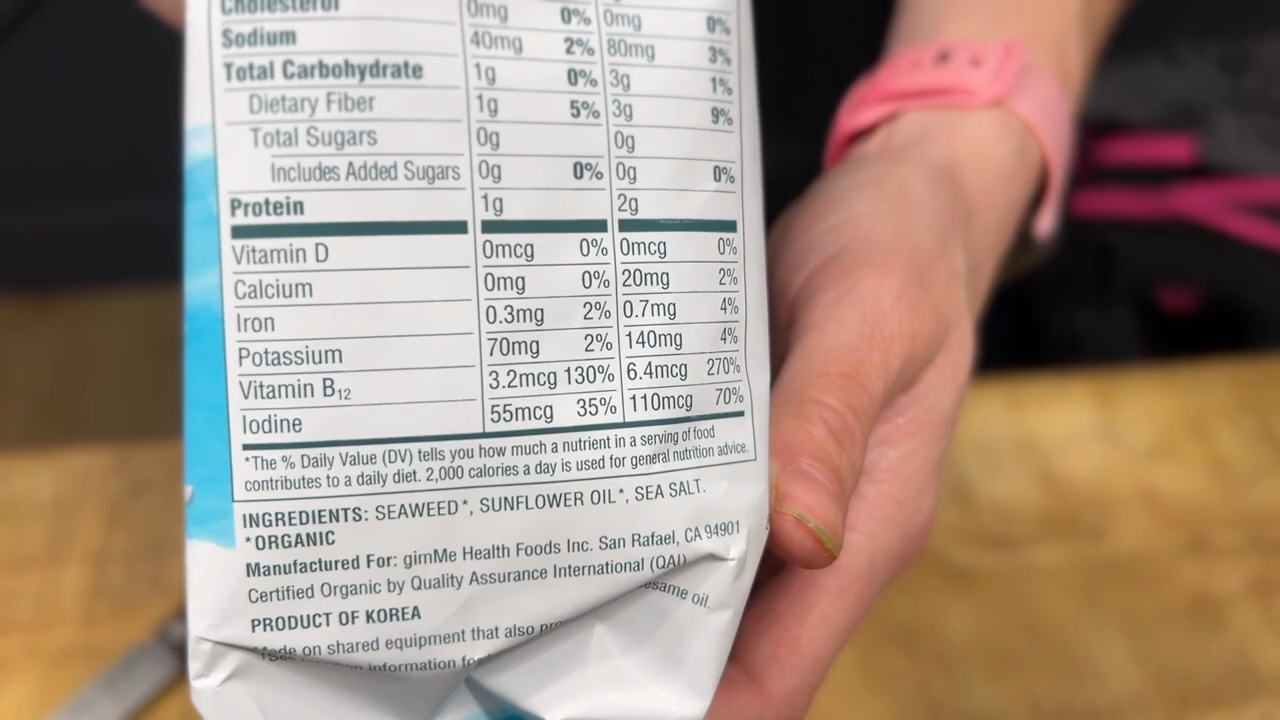 Cholesterol 0mg 0% 0mg 0%
Sodium 40mg 2% 80mg 3%
Total Carbohydrate 1g 0% 3g 1%
Dietary Fiber 1g 5% 3g 9%
Total Sugars 0g 0g
Includes Added Sugars 0g 0% 0g 0%
Protein 1g 2g
Vitamin D 0mcg 0% 0mcg 0%
Calcium 0mg 0% 20mg 2%
Iron 0.3mg 2% 0.7mg 4%
Potassium 70mg 2% 140mg 4%
Vitamin B12 3.2mcg 130% 6.4mcg 270%
Iodine 55mcg 35% 110mcg 70%
*The % Daily Value (DV) tells you how much a nutrient in a serving of food
contributes to a daily diet. 2,000 calories a day is used for general nutrition advice.
INGREDIENTS: SEAWEED*, SUNFLOWER OIL*, SEA SALT.
*ORGANIC
Manufactured For: gimMe Health Foods Inc. San Rafael, CA 94901
Certified Organic by Quality Assurance International (QAI)
PRODUCT OF KOREA
Made on shared equipment that also oil.
information